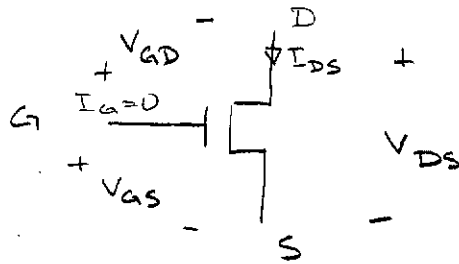 - D
V_GD I_DS +
+
G I_G=0
+ V_DS
V_GS
- -
S